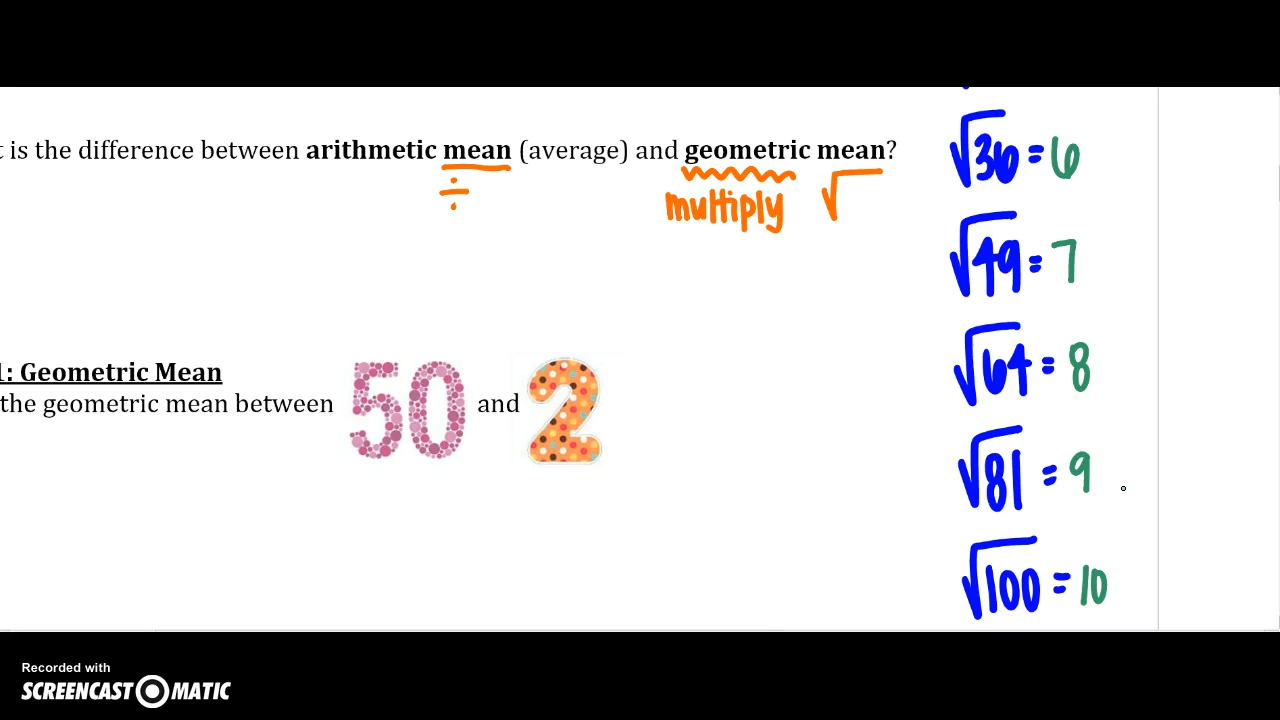 t is the difference between arithmetic mean (average) and geometric mean?
÷ multiply √
1: Geometric Mean
the geometric mean between 50 and 2
√36 = 6
√49 = 7
√64 = 8
√81 = 9
√100 = 10
Recorded with
SCREENCAST MATIC